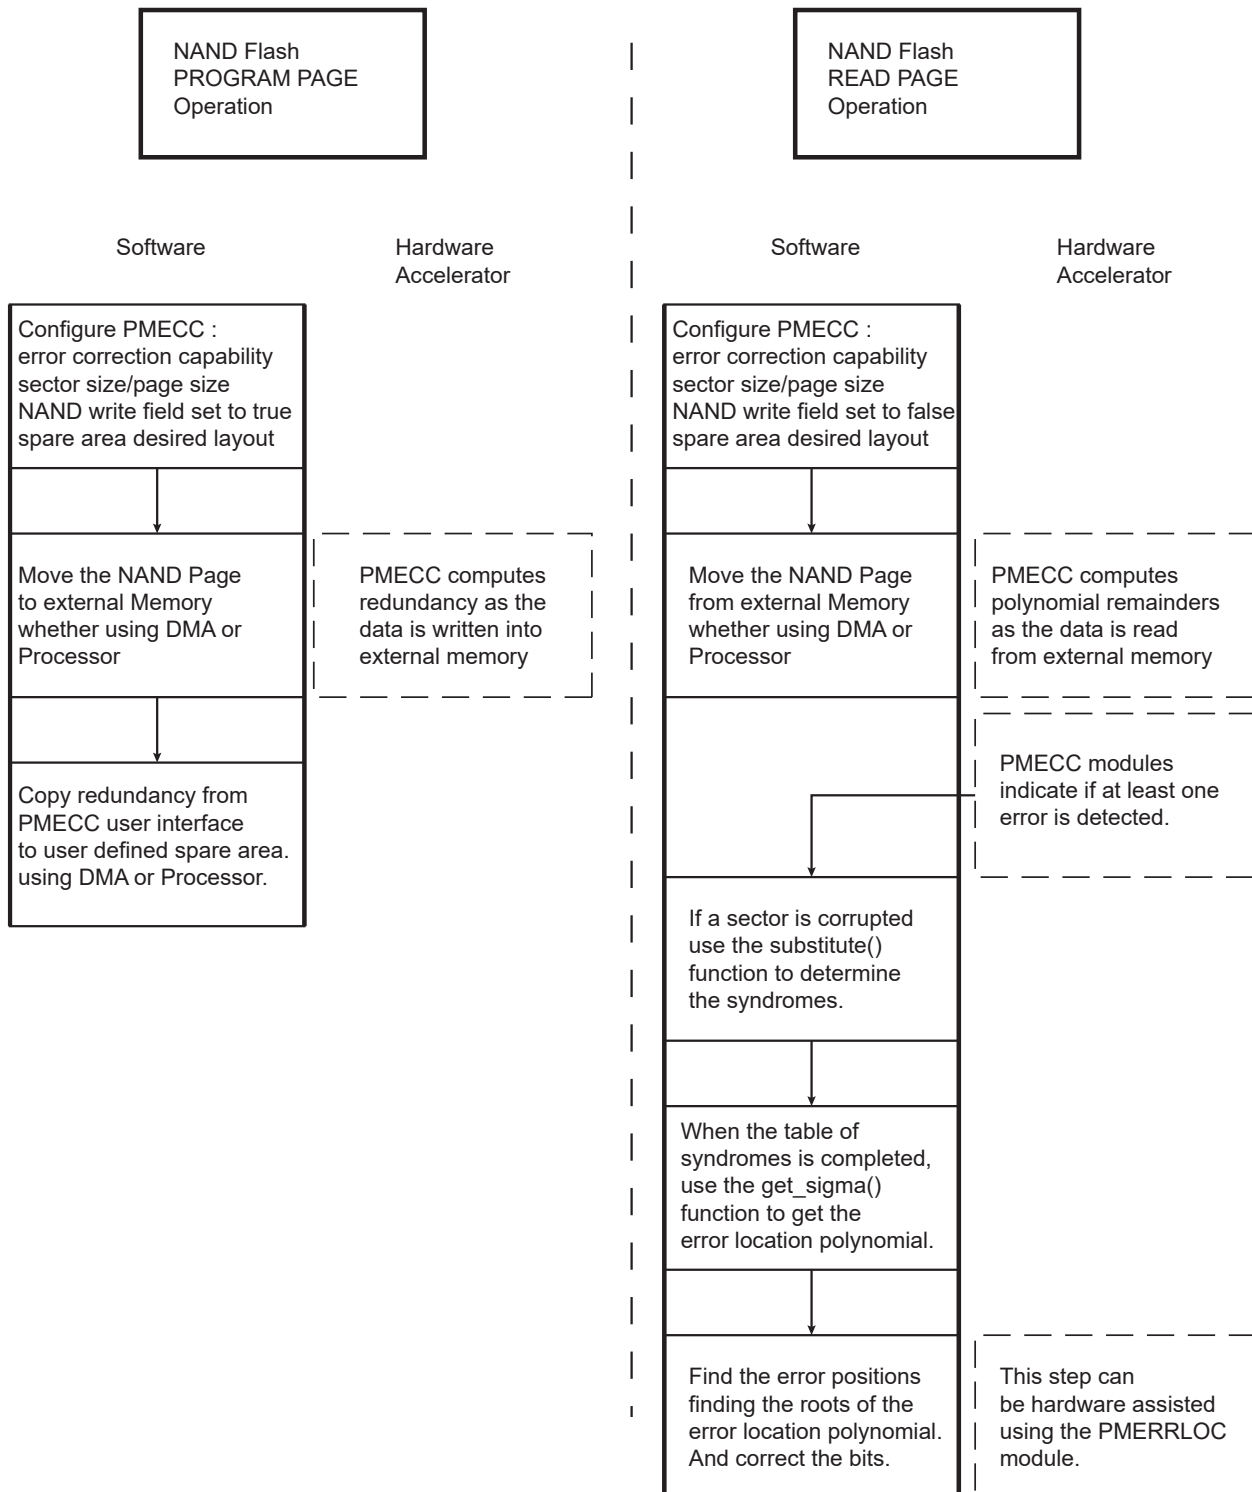 NAND Flash
PROGRAM PAGE
Operation
Software
Hardware
Accelerator
Configure PMECC :
error correction capability
sector size/page size
NAND write field set to true
spare area desired layout
Move the NAND Page
to external Memory
whether using DMA or
Processor
PMECC computes
redundancy as the
data is written into
external memory
Copy redundancy from
PMECC user interface
to user defined spare area.
using DMA or Processor.
NAND Flash
READ PAGE
Operation
Software
Hardware
Accelerator
Configure PMECC :
error correction capability
sector size/page size
NAND write field set to false
spare area desired layout
Move the NAND Page
from external Memory
whether using DMA or
Processor
PMECC computes
polynomial remainders
as the data is read
from external memory
PMECC modules
indicate if at least one
error is detected.
If a sector is corrupted
use the substitute()
function to determine
the syndromes.
When the table of
syndromes is completed,
use the get_sigma()
function to get the
error location polynomial.
Find the error positions
finding the roots of the
error location polynomial.
And correct the bits.
This step can
be hardware assisted
using the PMERRLOC
module.